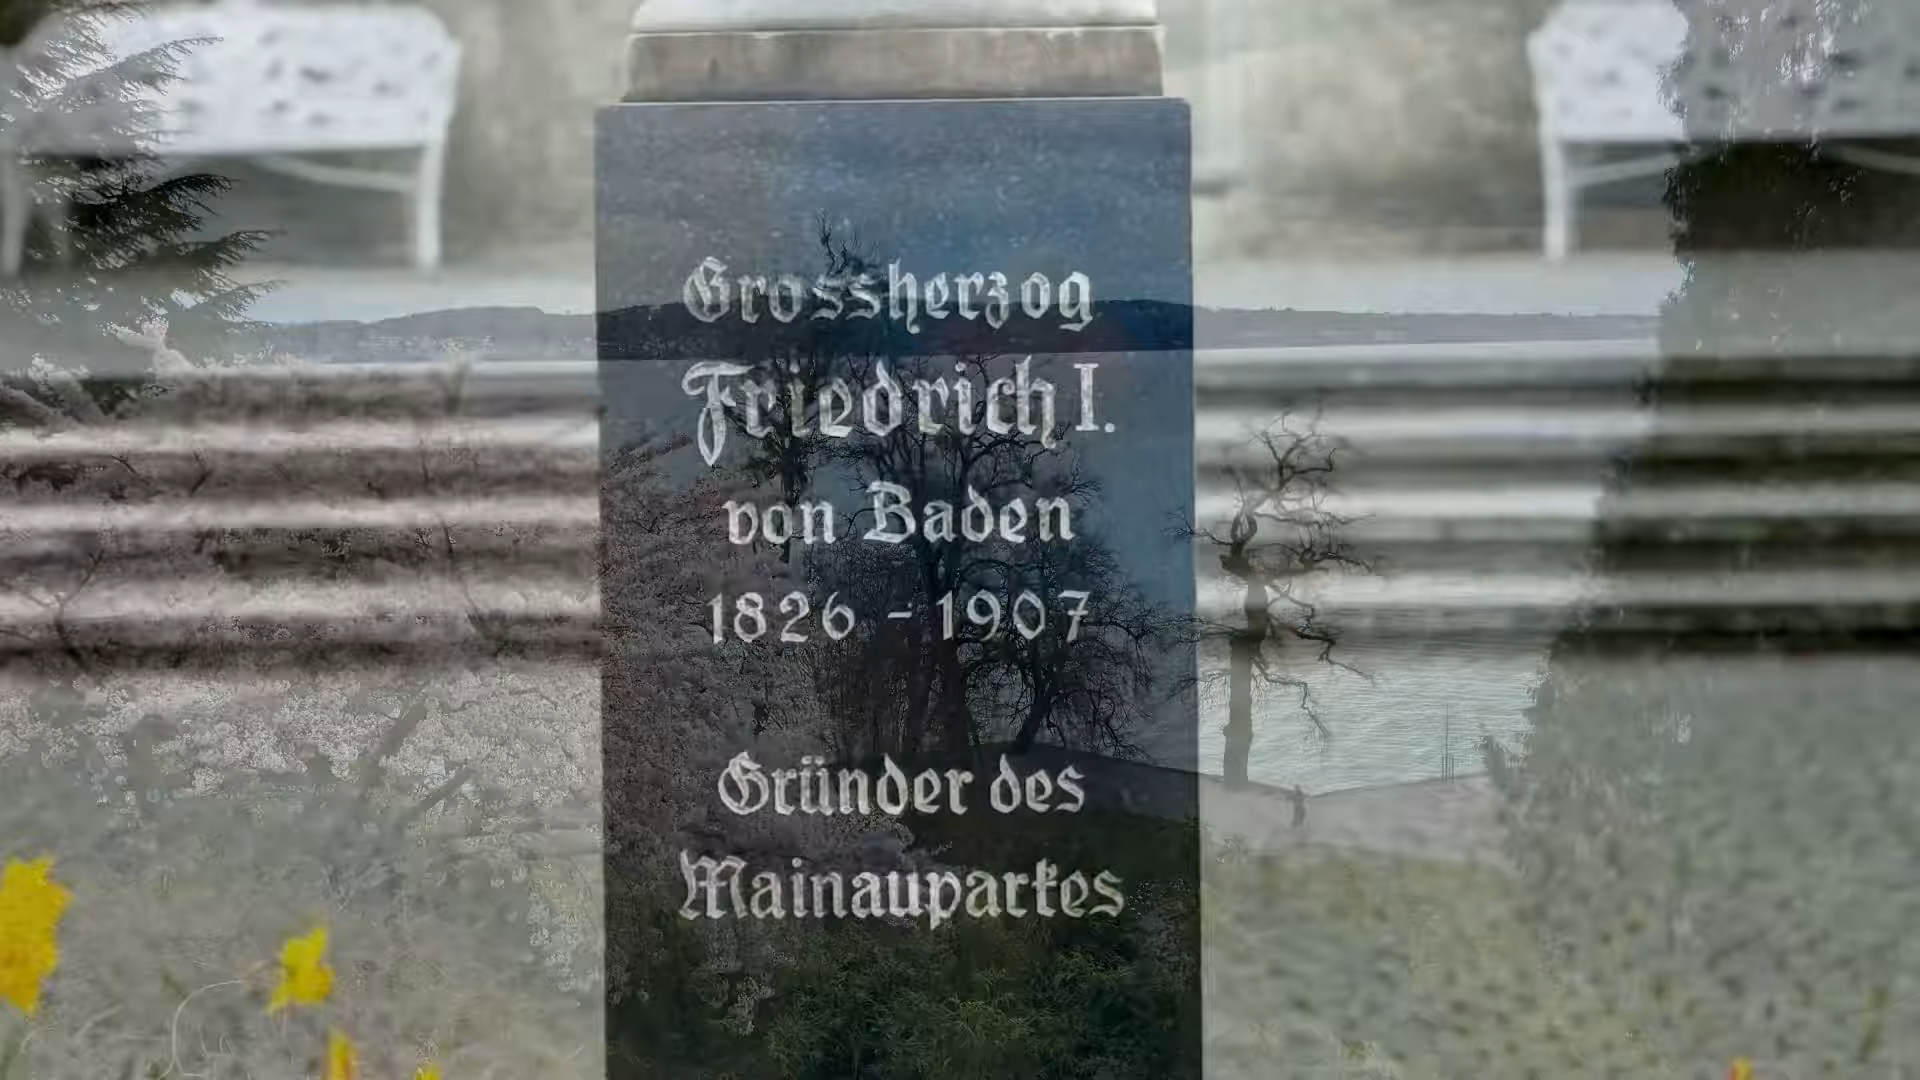 Grossherzog
Friedrich I.
von Baden
1826 - 1907
Gründer des
Mainauparkes